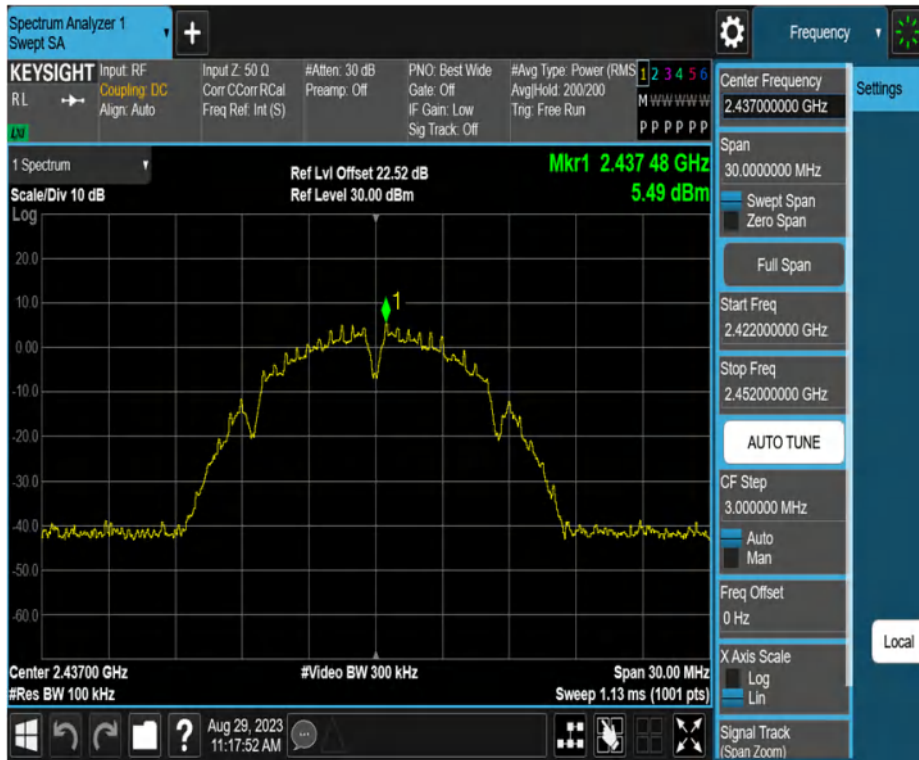 Spectrum Analyzer 1
Swept SA
+
Frequency
KEYSIGHT
RL
LXI
Input: RF
Coupling: DC
Align: Auto
Input Z: 50 Ω
Corr CCorr RCal
Freq Ref: Int (S)
#Atten: 30 dB
Preamp: Off
PNO: Best Wide
Gate: Off
IF Gain: Low
Sig Track: Off
#Avg Type: Power (RMS
Avg|Hold: 200/200
Trig: Free Run
1 2 3 4 5 6
M W W W W W
P P P P P P
1 Spectrum
Scale/Div 10 dB
Ref Lvl Offset 22.52 dB
Ref Level 30.00 dBm
Mkr1 2.437 48 GHz
5.49 dBm
Log
20.0
10.0
0.00
-10.0
-20.0
-30.0
-40.0
-50.0
-60.0
1
Center 2.43700 GHz
#Res BW 100 kHz
#Video BW 300 kHz
Span 30.00 MHz
Sweep 1.13 ms (1001 pts)
?
Aug 29, 2023
11:17:52 AM
Center Frequency
2.437000000 GHz
Settings
Span
30.0000000 MHz
Swept Span
Zero Span
Full Span
Start Freq
2.422000000 GHz
Stop Freq
2.452000000 GHz
AUTO TUNE
CF Step
3.000000 MHz
Auto
Man
Freq Offset
0 Hz
Local
X Axis Scale
Log
Lin
Signal Track
(Span Zoom)